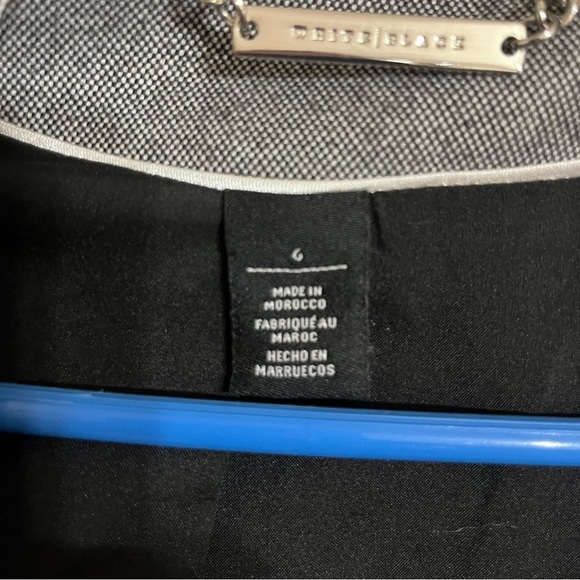 WHITE|BLACK
6
MADE IN
MOROCCO
FABRIQUÉ AU
MAROC
HECHO EN
MARRUECOS